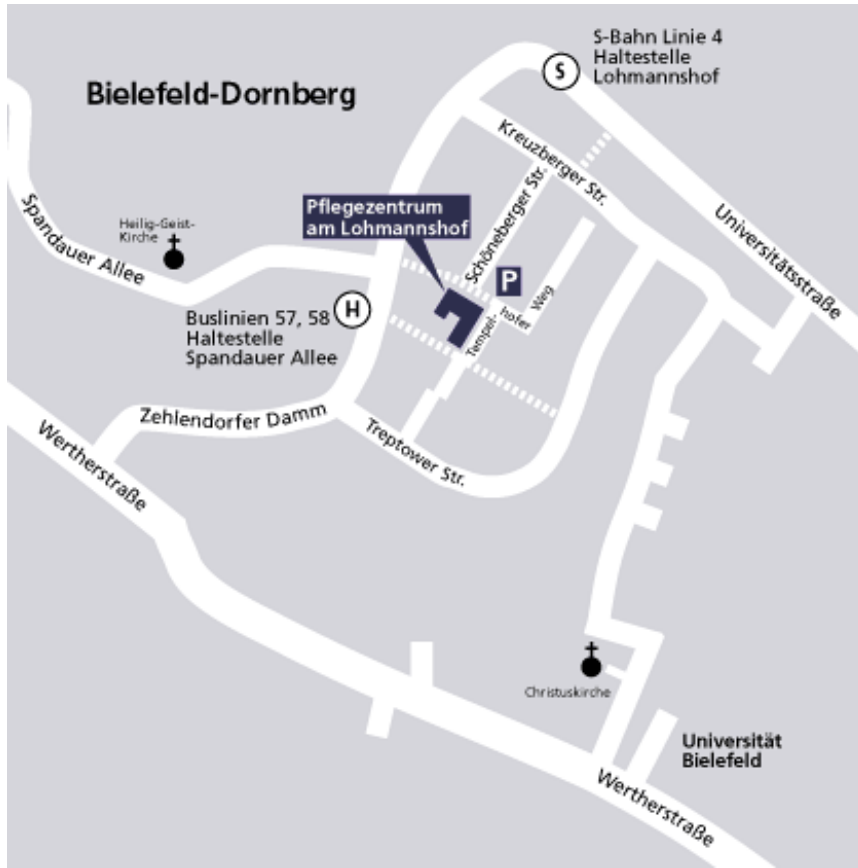 S-Bahn Linie 4
Haltestelle
Lohmannshof
S
Bielefeld-Dornberg
Kreuzberger Str.
Schöneberger Str.
Pflegezentrum
am Lohmannshof
Universitätsstraße
Spandauer Allee
Heilig-Geist-
Kirche
P
Tempel-
hofer
Weg
H
Buslinien 57, 58
Haltestelle
Spandauer Allee
Zehlendorfer Damm
Treptower Str.
Wertherstraße
Christuskirche
Universität
Bielefeld
Wertherstraße